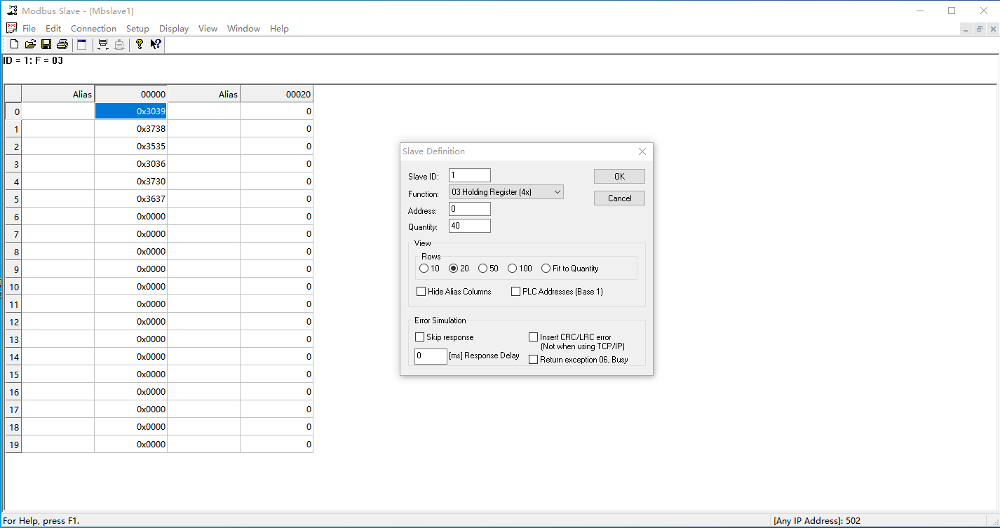 Modbus Slave - [Mbslave1]
File Edit Connection Setup Display View Window Help
ID = 1: F = 03
Alias 00000 Alias 00020
0 0x3039 0
1 0x3738 0
2 0x3535 0
3 0x3036 0
4 0x3730 0
5 0x3637 0
6 0x0000 0
7 0x0000 0
8 0x0000 0
9 0x0000 0
10 0x0000 0
11 0x0000 0
12 0x0000 0
13 0x0000 0
14 0x0000 0
15 0x0000 0
16 0x0000 0
17 0x0000 0
18 0x0000 0
19 0x0000 0
Slave Definition
Slave ID: 1 OK
Function: 03 Holding Register (4x) Cancel
Address: 0
Quantity: 40
View
Rows
10 20 50 100 Fit to Quantity
Hide Alias Columns PLC Addresses (Base 1)
Error Simulation
Skip response Insert CRC/LRC error
(Not when using TCP/IP)
0 [ms] Response Delay
Return exception 06, Busy
For Help, press F1. [Any IP Address]: 502